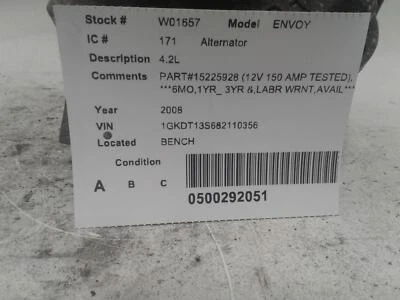 Stock # W01657 Model ENVOY
IC # 171 Alternator
Description 4.2L
Comments PART#15225928 (12V 150 AMP TESTED),
***6MO,1YR_ 3YR &,LABR WRNT,AVAIL***
Year 2008
VIN 1GKDT13S682110356
Located BENCH
Condition
A B C
0500292051